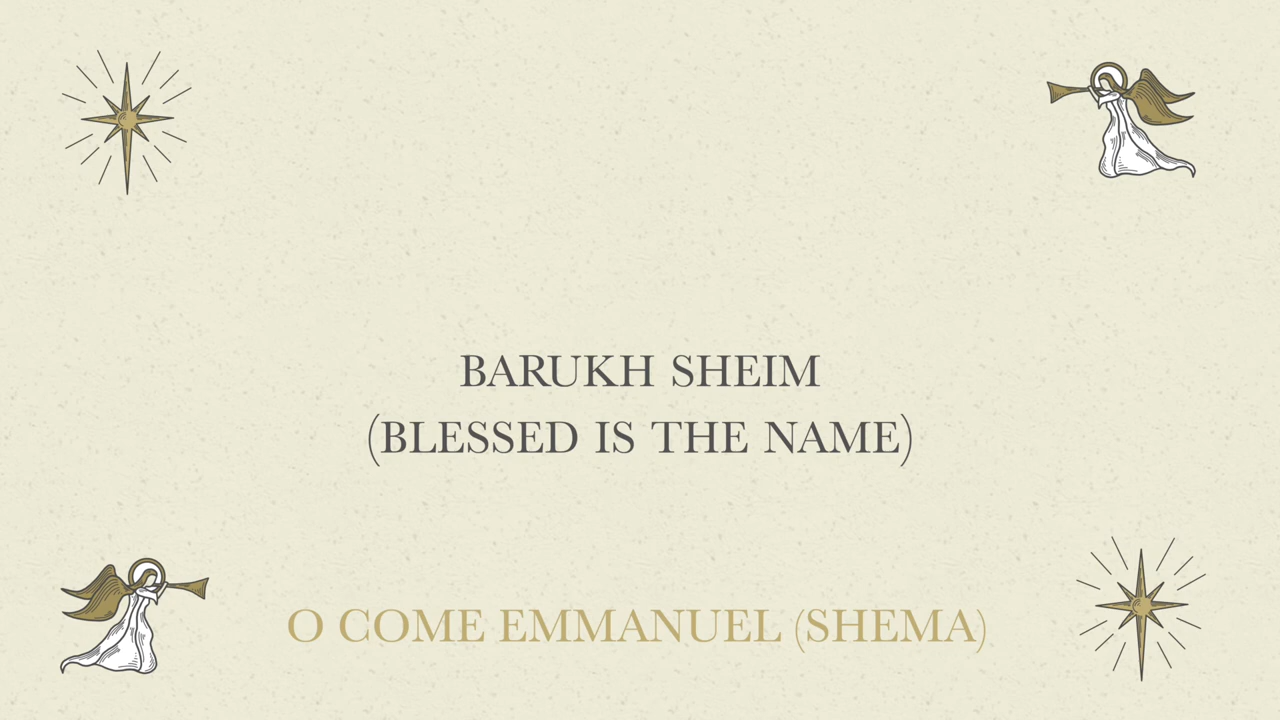 BARUKH SHEIM
(BLESSED IS THE NAME)
O COME EMMANUEL (SHEMA)